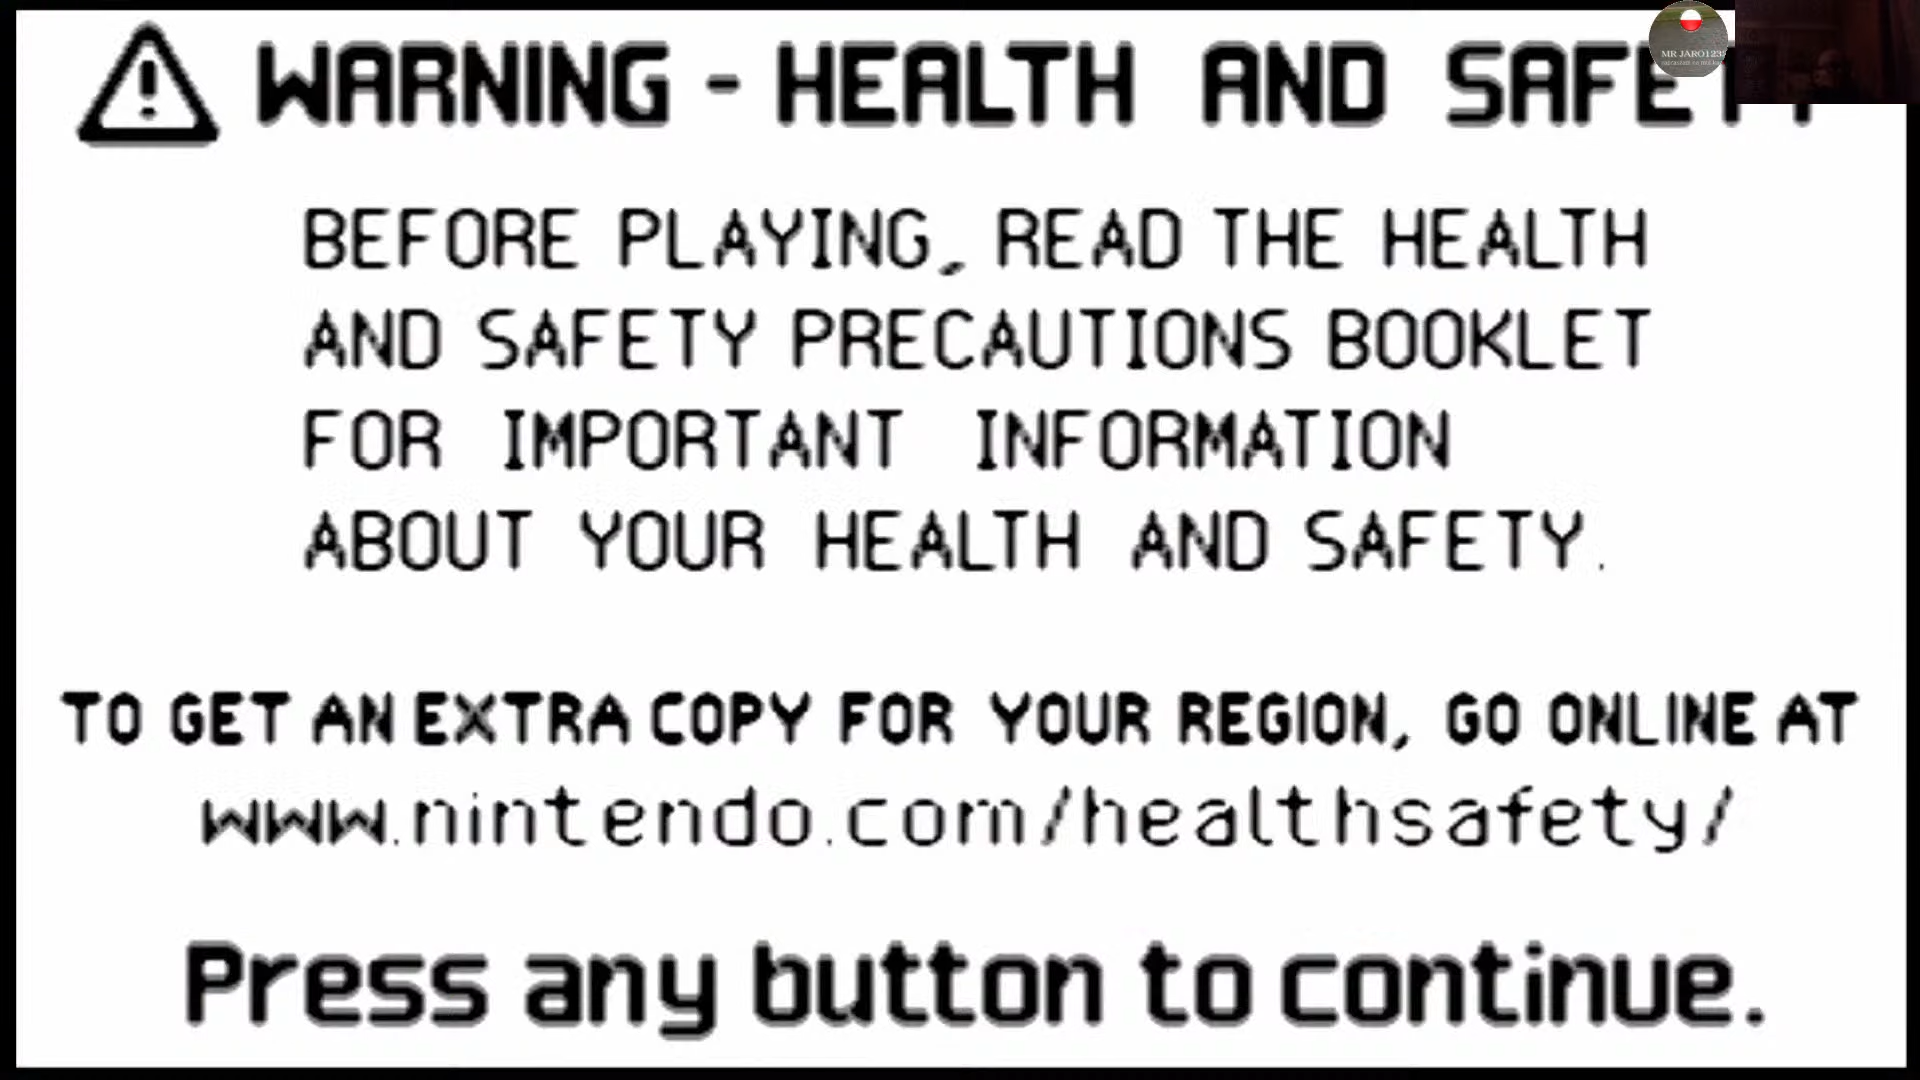 WARNING - HEALTH AND SAFETY
MR JARO123
BEFORE PLAYING, READ THE HEALTH
AND SAFETY PRECAUTIONS BOOKLET
FOR IMPORTANT INFORMATION
ABOUT YOUR HEALTH AND SAFETY.
TO GET AN EXTRA COPY FOR YOUR REGION, GO ONLINE AT
www.nintendo.com/healthsafety/
Press any button to continue.